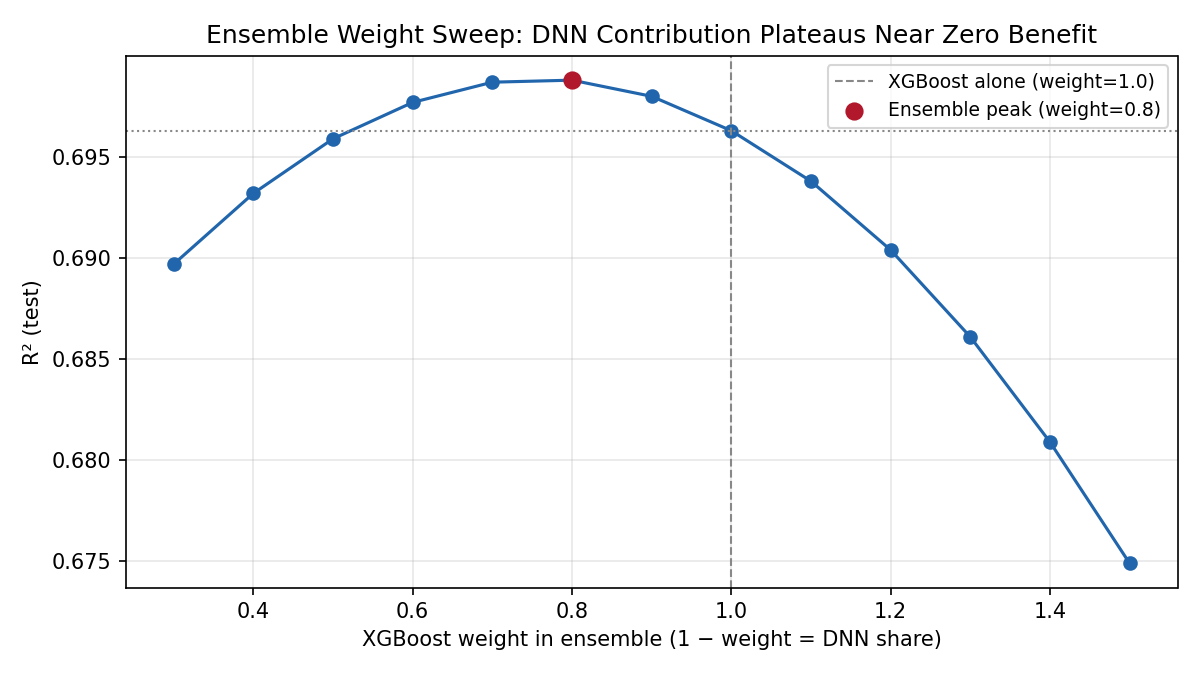 Ensemble Weight Sweep: DNN Contribution Plateaus Near Zero Benefit
XGBoost alone (weight=1.0)
Ensemble peak (weight=0.8)
R² (test)
0.695
0.690
0.685
0.680
0.675
0.4
0.6
0.8
1.0
1.2
1.4
XGBoost weight in ensemble (1 − weight = DNN share)